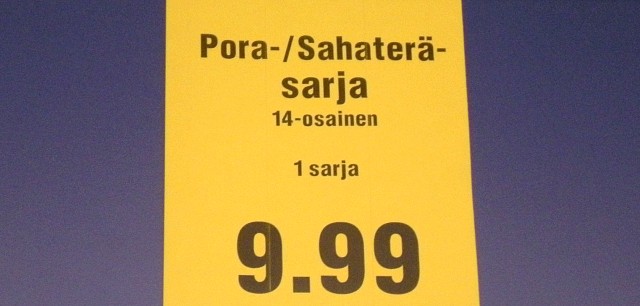 Pora-/Sahaterä-
sarja
14-osainen
1 sarja
9.99